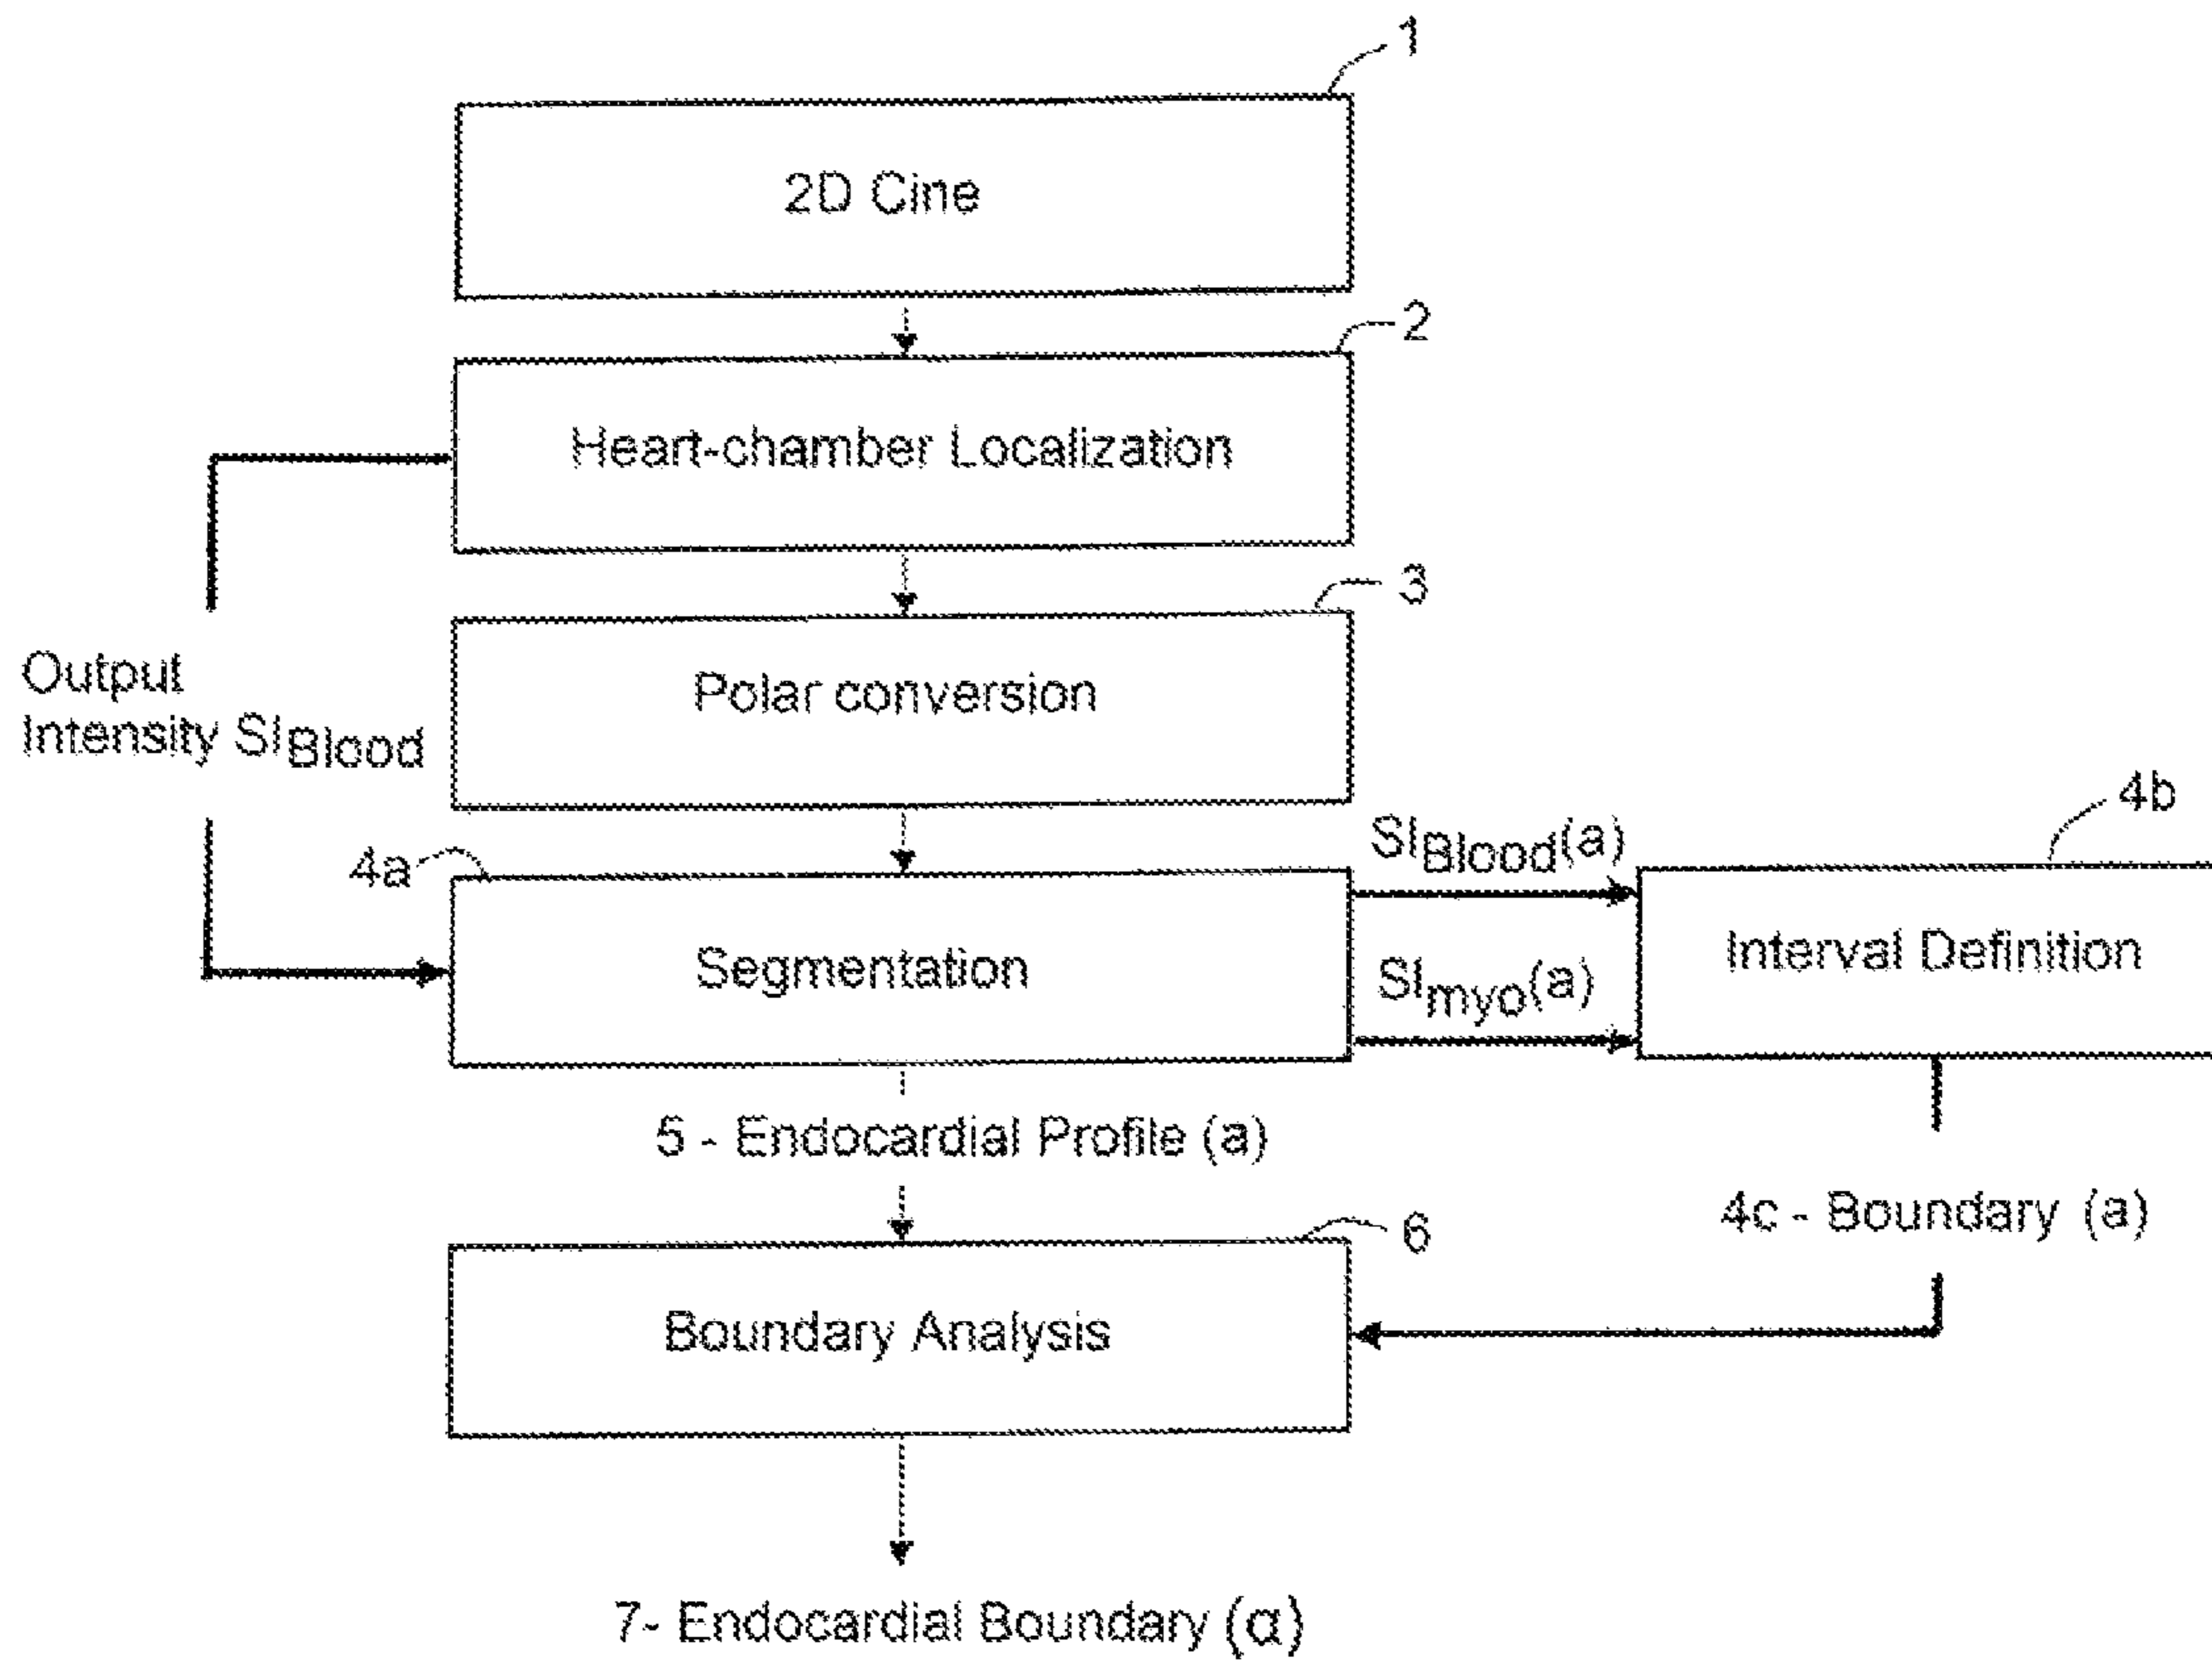 1
2D Cine
2
Heart-chamber Localization
3
Output
Intensity SIBlood
Polar conversion
4a
SIBlood(a)
4b
Segmentation
SImyo(a)
Interval Definition
5 - Endocardial Profile (a)
4c - Boundary (a)
6
Boundary Analysis
7- Endocardial Boundary (α)